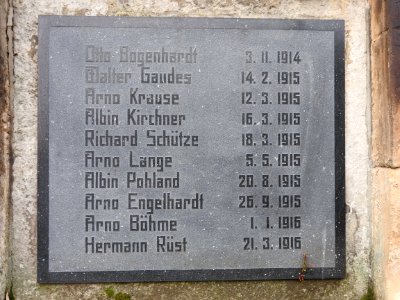 Otto Bogenhardt 3. 11. 1914
Walter Gaudes 14. 2. 1915
Arno Krause 12. 3. 1915
Albin Kirchner 16. 3. 1915
Richard Schütze 18. 3. 1915
Arno Lange 5. 5. 1915
Albin Pohland 20. 8. 1915
Arno Engelhardt 26. 9. 1915
Arno Böhme 1. 1. 1916
Hermann Rüst 21. 3. 1916